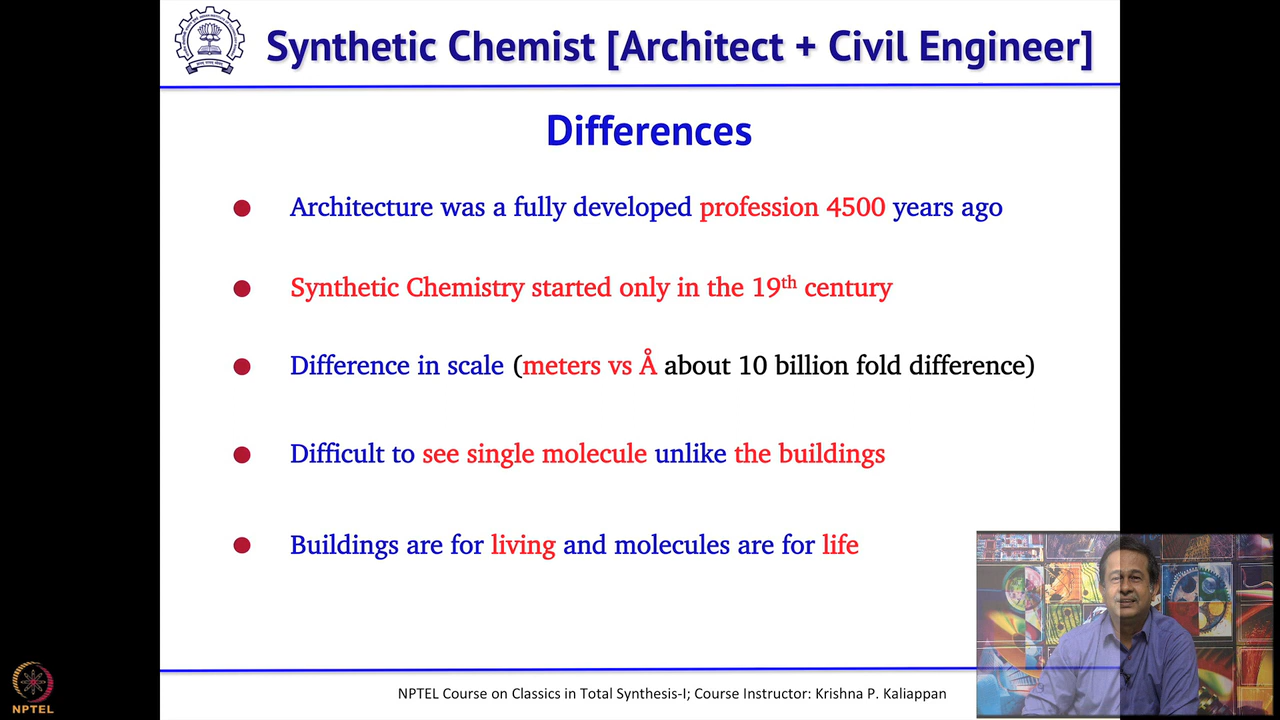 Synthetic Chemist [Architect + Civil Engineer]
Differences
Architecture was a fully developed profession 4500 years ago
Synthetic Chemistry started only in the 19th century
Difference in scale (meters vs Å about 10 billion fold difference)
Difficult to see single molecule unlike the buildings
Buildings are for living and molecules are for life
NPTEL Course on Classics in Total Synthesis-I; Course Instructor: Krishna P. Kaliappan
NPTEL